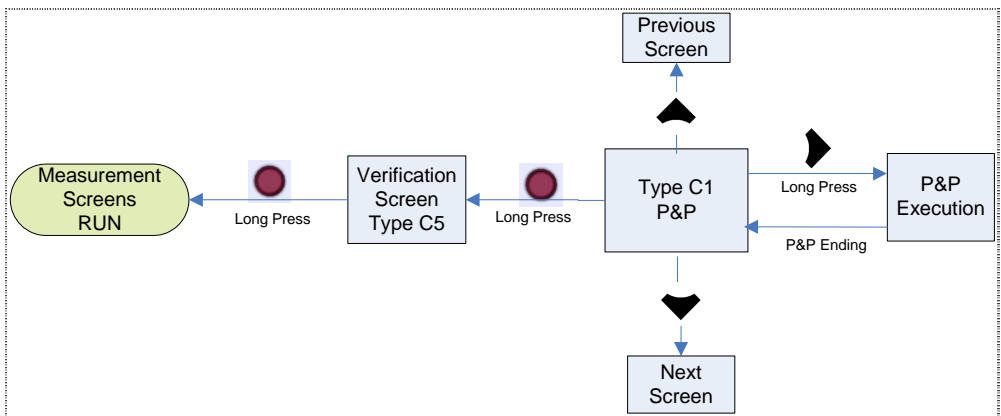 Previous
Screen
Measurement
Screens
RUN
Long Press
Verification
Screen
Type C5
Long Press
Type C1
P&P
Long Press
P&P
Execution
P&P Ending
Next
Screen